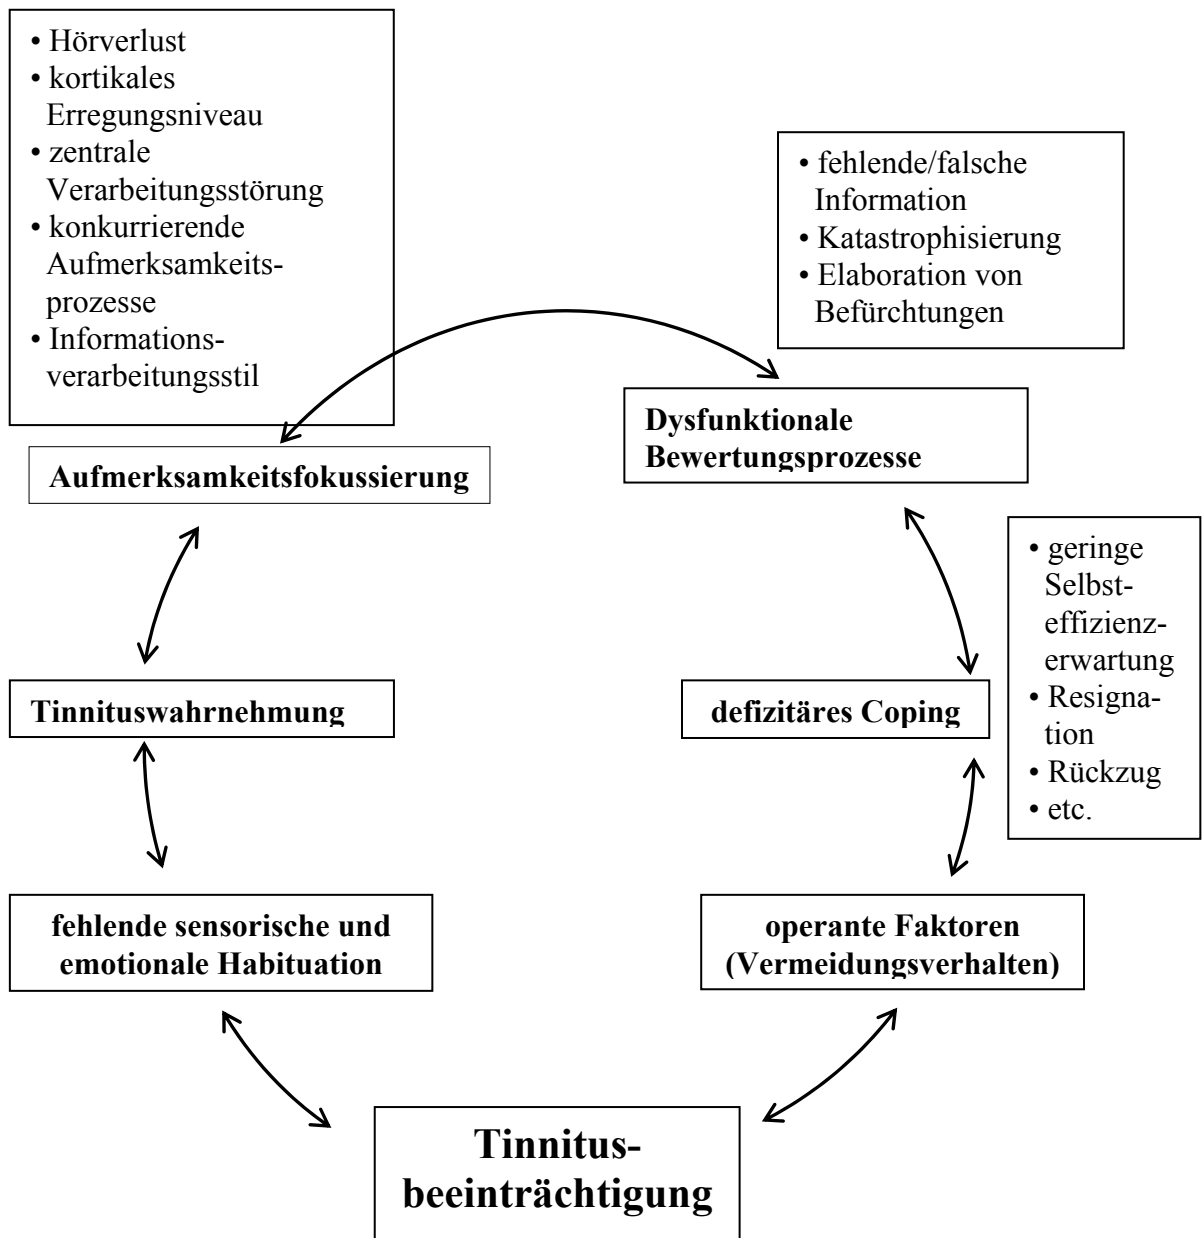 • Hörverlust
• kortikales
Erregungsniveau
• zentrale
Verarbeitungsstörung
• konkurrierende
Aufmerksamkeits-
prozesse
• Informations-
verarbeitungsstil
• fehlende/falsche
Information
• Katastrophisierung
• Elaboration von
Befürchtungen
Aufmerksamkeitsfokussierung
Dysfunktionale
Bewertungsprozesse
• geringe
Selbst-
effizienz-
erwartung
• Resigna-
tion
• Rückzug
• etc.
Tinnituswahrnehmung
defizitäres Coping
fehlende sensorische und
emotionale Habituation
operante Faktoren
(Vermeidungsverhalten)
Tinnitus-
beeinträchtigung